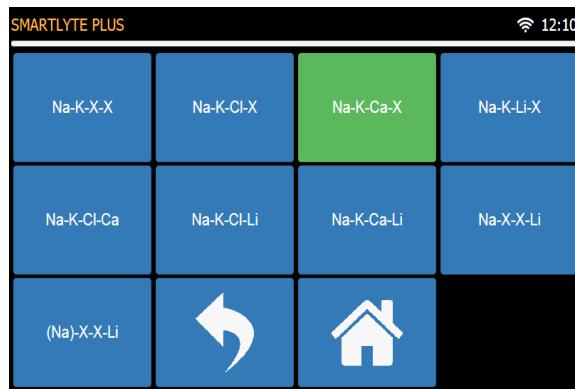 SMARTLYTE PLUS 12:10
Na-K-X-X Na-K-Cl-X Na-K-Ca-X Na-K-Li-X
Na-K-Cl-Ca Na-K-Cl-Li Na-K-Ca-Li Na-X-X-Li
(Na)-X-X-Li